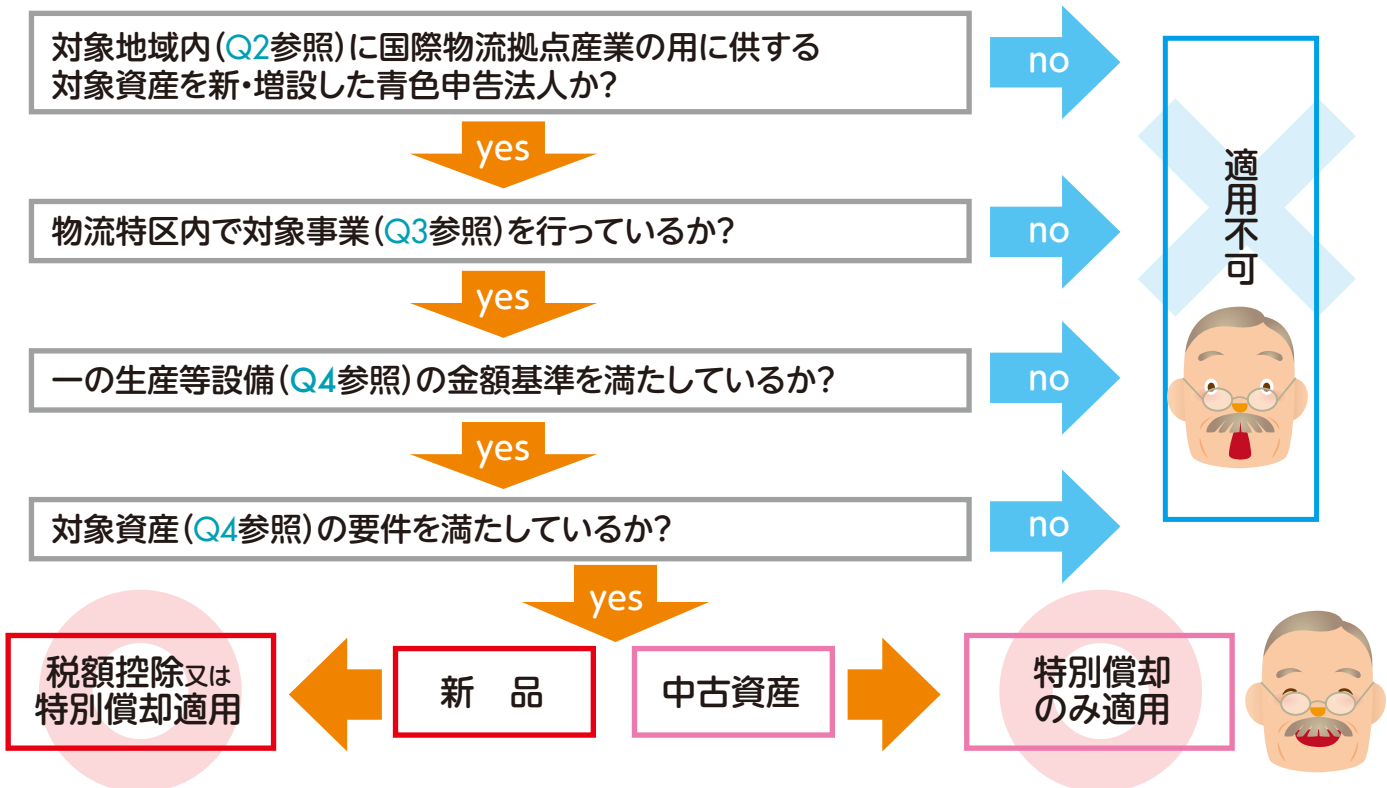 対象地域内(Q2参照)に国際物流拠点産業の用に供する
対象資産を新・増設した青色申告法人か?
no
yes
物流特区内で対象事業(Q3参照)を行っているか?
no
yes
一の生産等設備(Q4参照)の金額基準を満たしているか?
no
yes
対象資産(Q4参照)の要件を満たしているか?
no
適用不可
yes
税額控除又は
特別償却適用
新 品
中古資産
特別償却
のみ適用